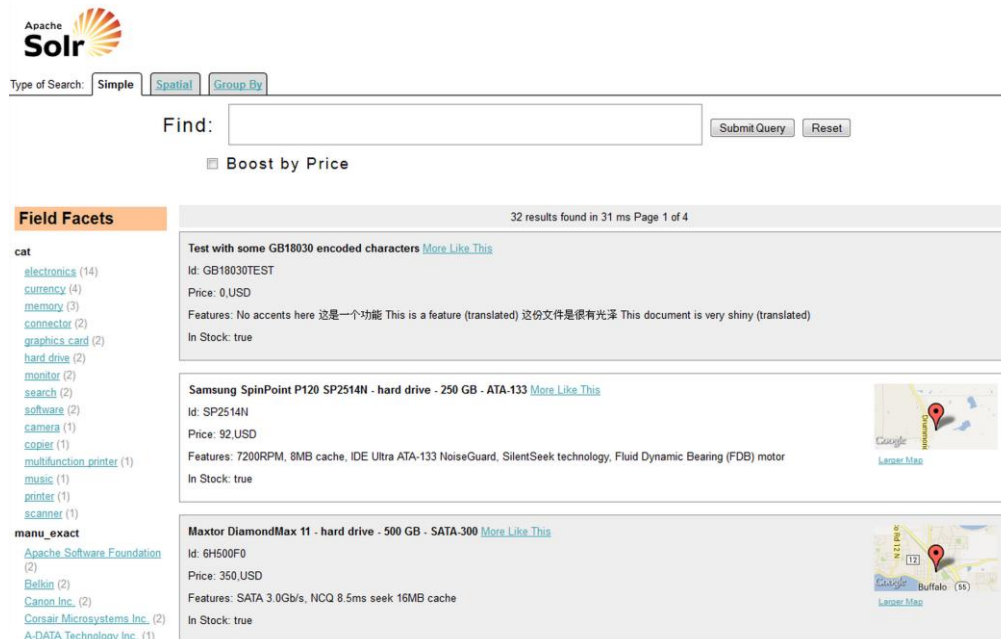 Apache
Solr
Type of Search: Simple Spatial Group By
Find: Submit Query Reset
Boost by Price
Field Facets
32 results found in 31 ms Page 1 of 4
cat
electronics (14)
currency (4)
memory (3)
connector (2)
graphics card (2)
hard drive (2)
monitor (2)
search (2)
software (2)
camera (1)
copier (1)
multifunction printer (1)
music (1)
printer (1)
scanner (1)
manu_exact
Apache Software Foundation
(2)
Belkin (2)
Canon Inc. (2)
Corsair Microsystems Inc. (2)
A-DATA Technology Inc. (1)
Test with some GB18030 encoded characters More Like This
Id: GB18030TEST
Price: 0,USD
Features: No accents here 这是一个功能 This is a feature (translated) 这份文件是很有光泽 This document is very shiny (translated)
In Stock: true
Samsung SpinPoint P120 SP2514N - hard drive - 250 GB - ATA-133 More Like This
Id: SP2514N
Price: 92,USD
Features: 7200RPM, 8MB cache, IDE Ultra ATA-133 NoiseGuard, SilentSeek technology, Fluid Dynamic Bearing (FDB) motor
In Stock: true
Google
Larger Map
Maxtor DiamondMax 11 - hard drive - 500 GB - SATA-300 More Like This
Id: 6H500F0
Price: 350,USD
Features: SATA 3.0Gb/s, NCQ 8.5ms seek 16MB cache
In Stock: true
Rd 12 N
12
Google
Buffalo 55
Larger Map